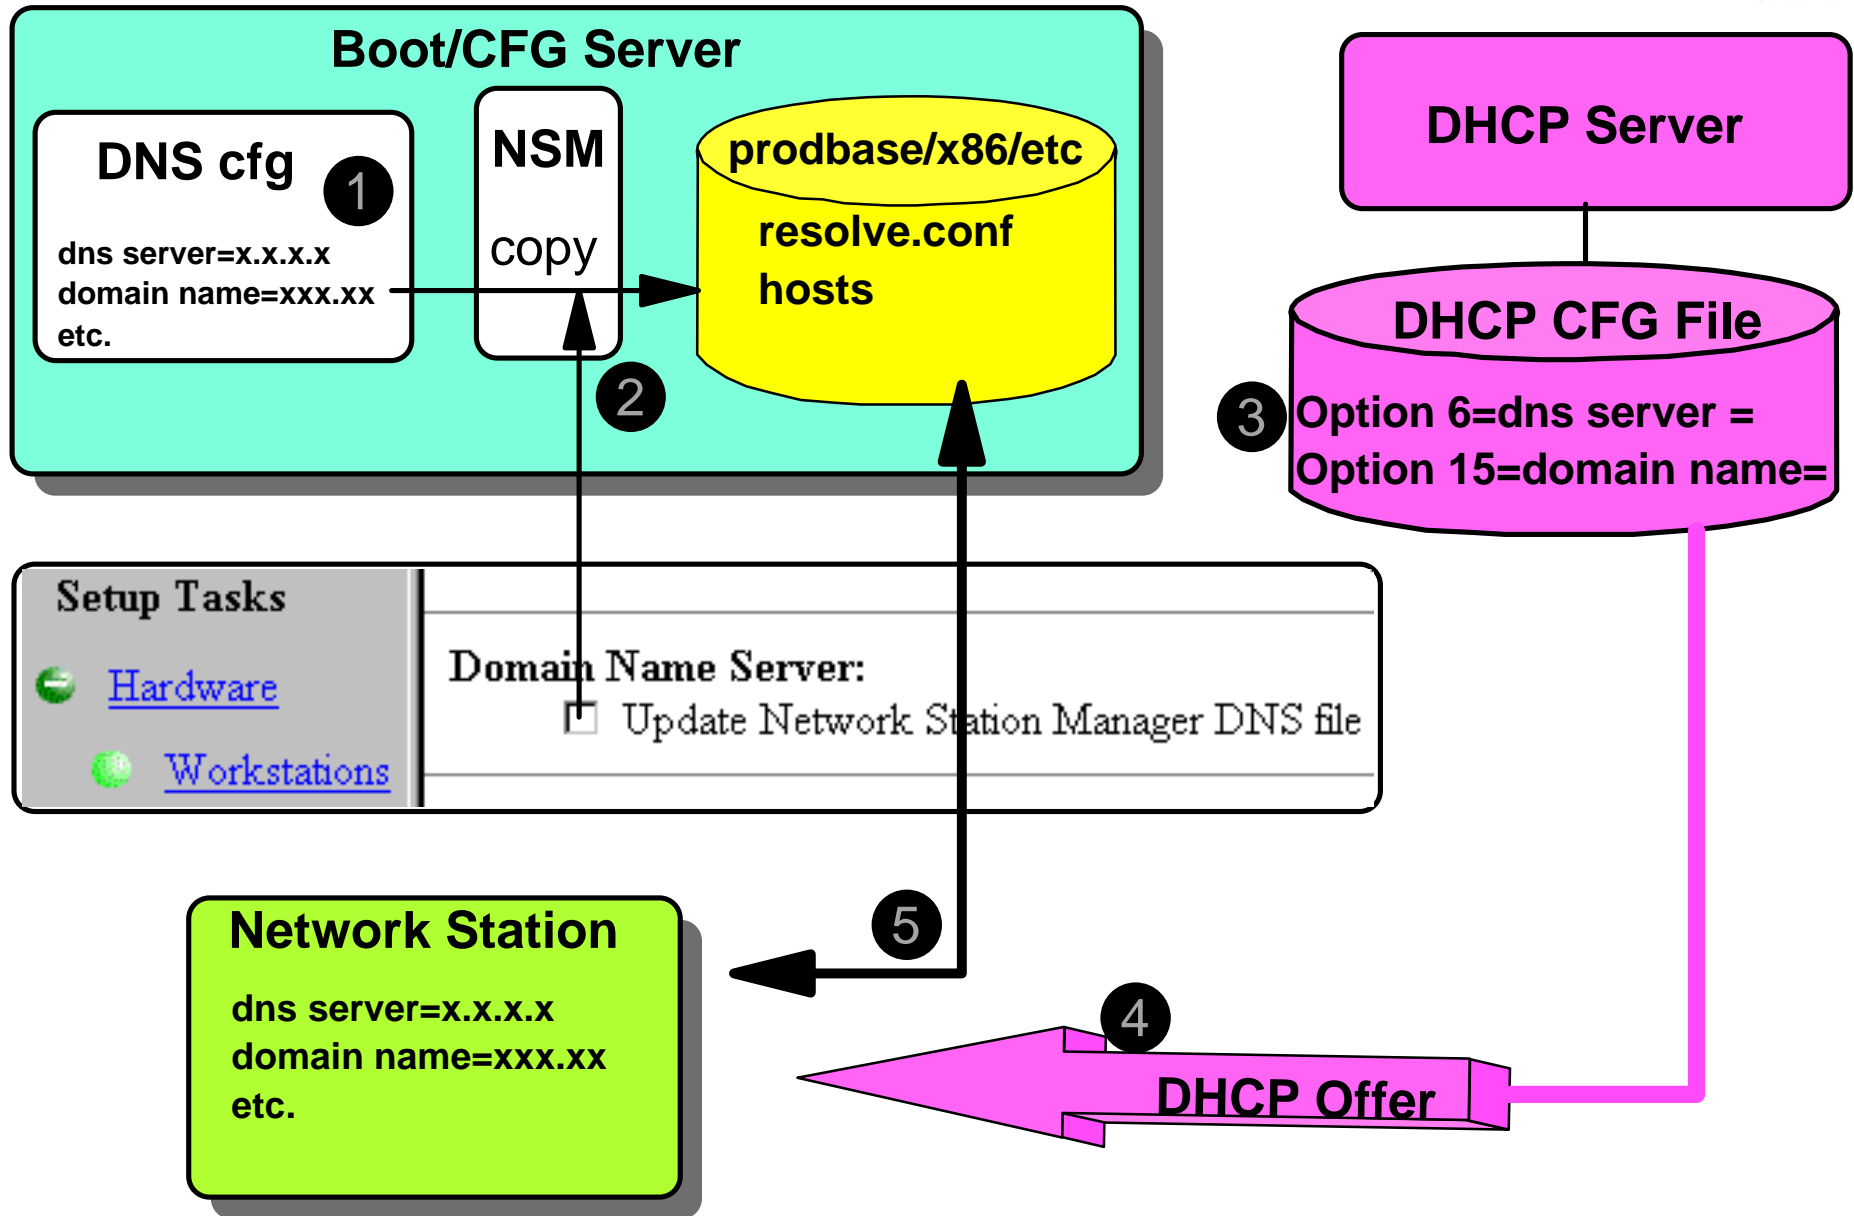 Boot/CFG Server
DNS cfg
1
dns server=x.x.x.x
domain name=xxx.xx
etc.
NSM
copy
2
prodbase/x86/etc
resolve.conf
hosts
DHCP Server
DHCP CFG File
3
Option 6=dns server =
Option 15=domain name=
Setup Tasks
Hardware
Workstations
Domain Name Server:
Update Network Station Manager DNS file
Network Station
dns server=x.x.x.x
domain name=xxx.xx
etc.
5
4
DHCP Offer